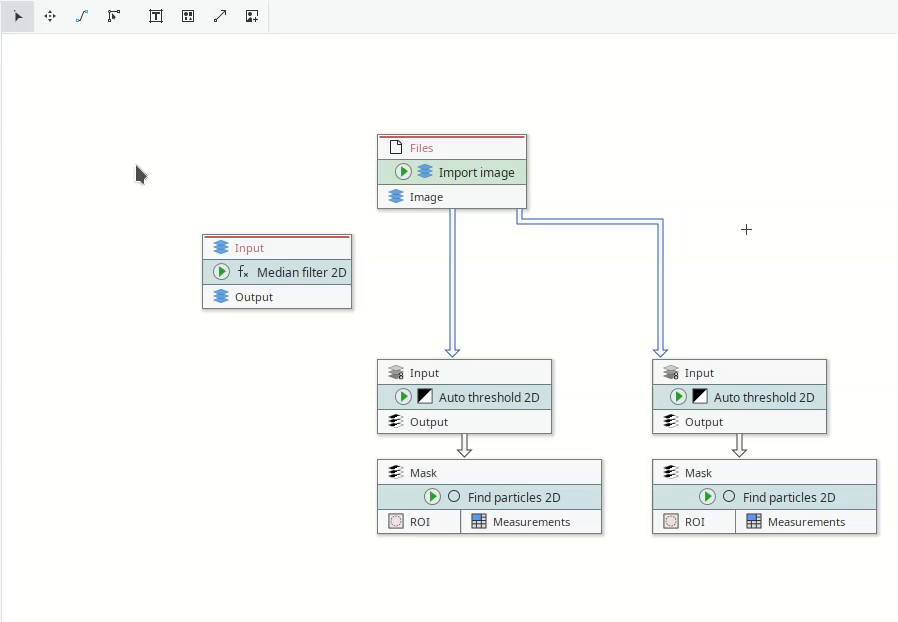 Files
Import image
Image
Input
Median filter 2D
Output
Input
Auto threshold 2D
Output
Input
Auto threshold 2D
Output
Mask
Find particles 2D
ROI Measurements
Mask
Find particles 2D
ROI Measurements